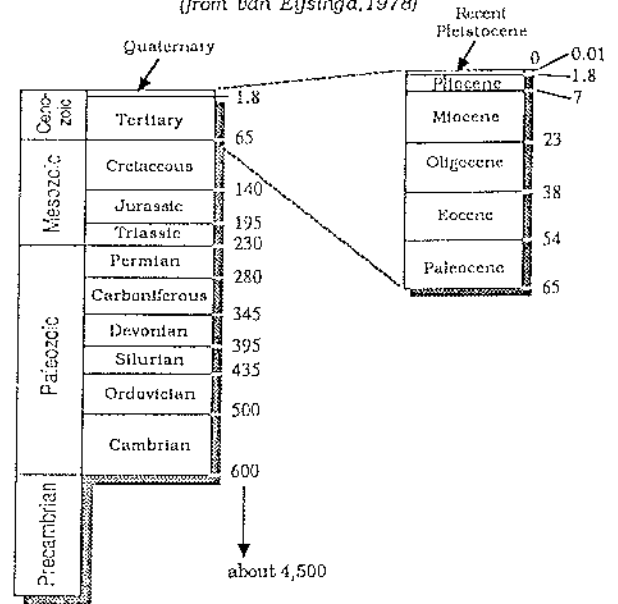 (from van Eysinga, 1978)
Quaternary
Recent
Pleistocene
0
0.01
1.8
7
Pliocene
Miocene
23
Oligocene
38
Eocene
54
Paleocene
65
Ceno-
zoic
1.8
Tertiary
65
Mesozoic
Cretaceous
140
Jurassic
195
Triassic
230
Paleozoic
Permian
280
Carboniferous
345
Devonian
395
Silurian
435
Ordovician
500
Cambrian
600
Precambrian
about 4,500